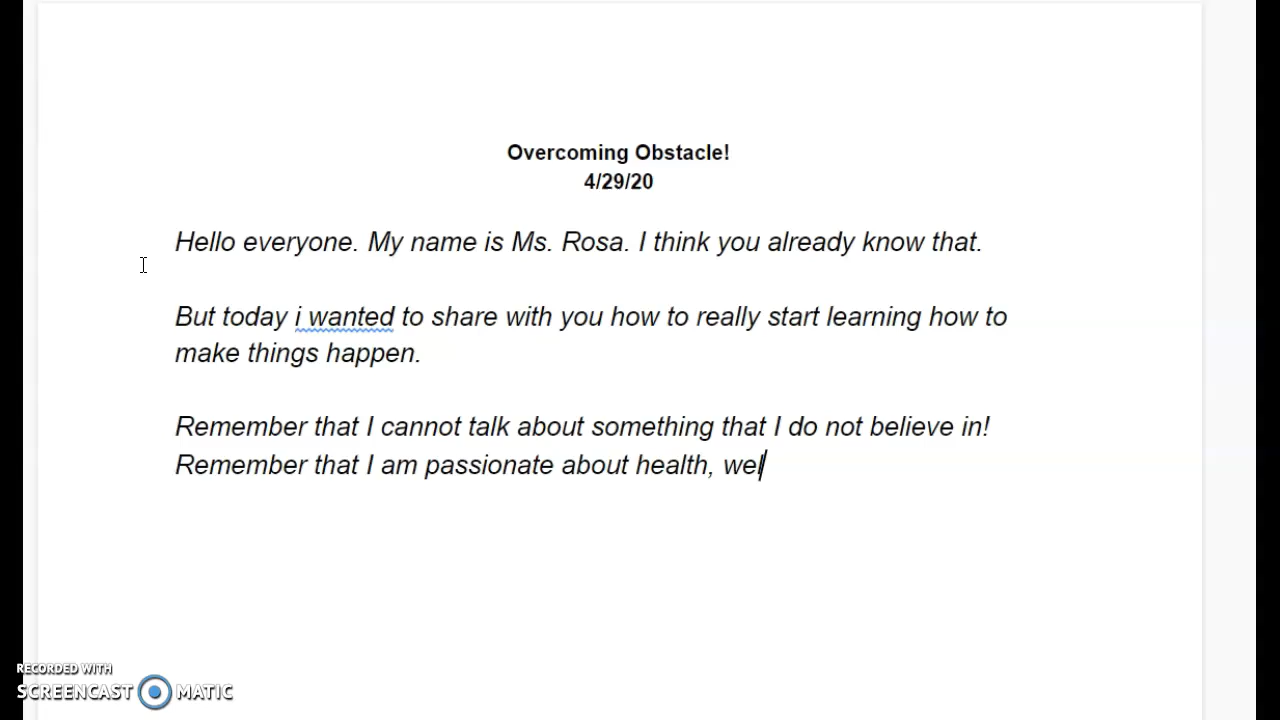 Overcoming Obstacle!
4/29/20
Hello everyone. My name is Ms. Rosa. I think you already know that.
But today i wanted to share with you how to really start learning how to
make things happen.
Remember that I cannot talk about something that I do not believe in!
Remember that I am passionate about health, wel
RECORDED WITH
SCREENCAST MATIC